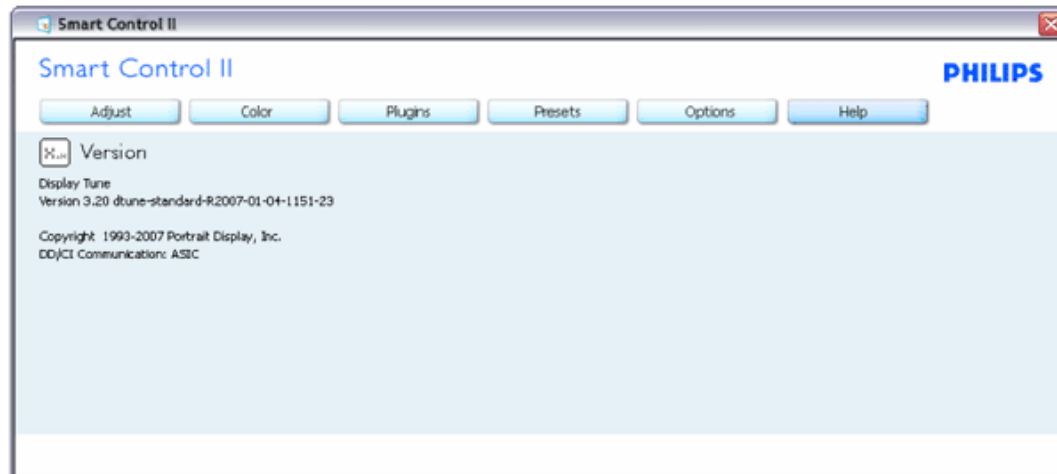 Smart Control II
Smart Control II
PHILIPS
Adjust Color Plugins Presets Options Help
Version
Display Tune
Version 3.20 dtune-standard-R2007-01-04-1151-23
Copyright 1993-2007 Portrait Display, Inc.
DD/CI Communication: ASIC